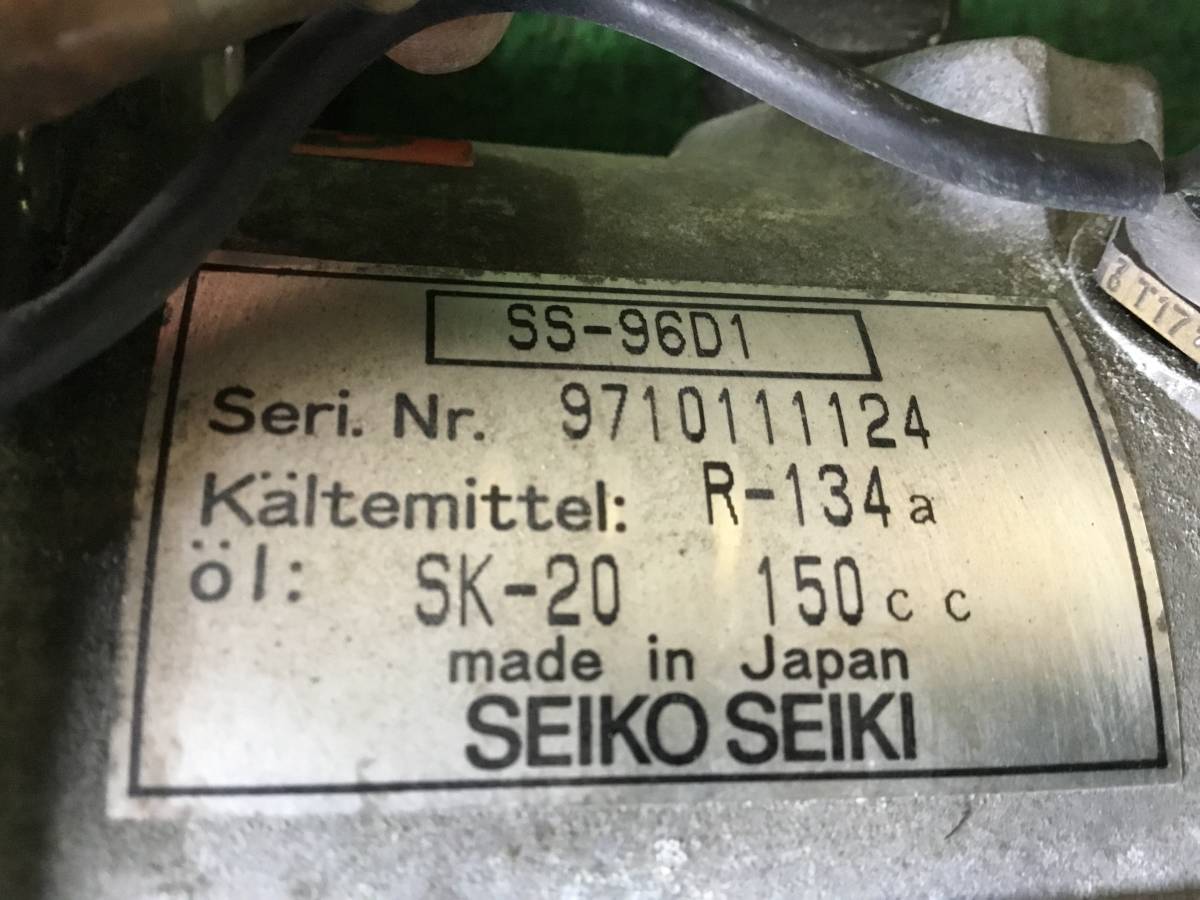 SS-96D1
Seri. Nr. 9710111124
Kältemittel: R-134a
öl: SK-20 150cc
made in Japan
SEIKO SEIKI